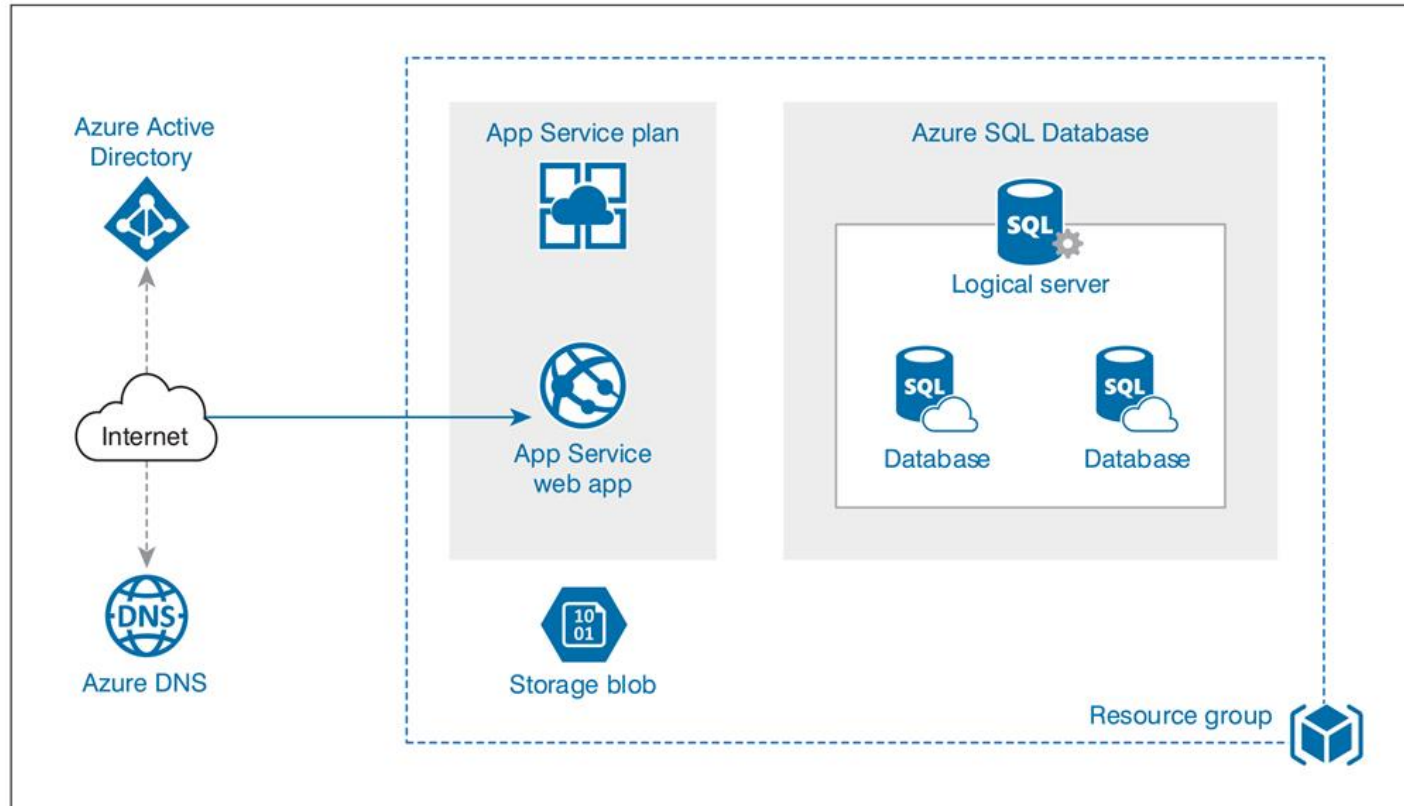 Azure Active
Directory
App Service plan
Azure SQL Database
SQL
Logical server
Internet
App Service
web app
SQL
Database
SQL
Database
DNS
Azure DNS
10
01
Storage blob
Resource group